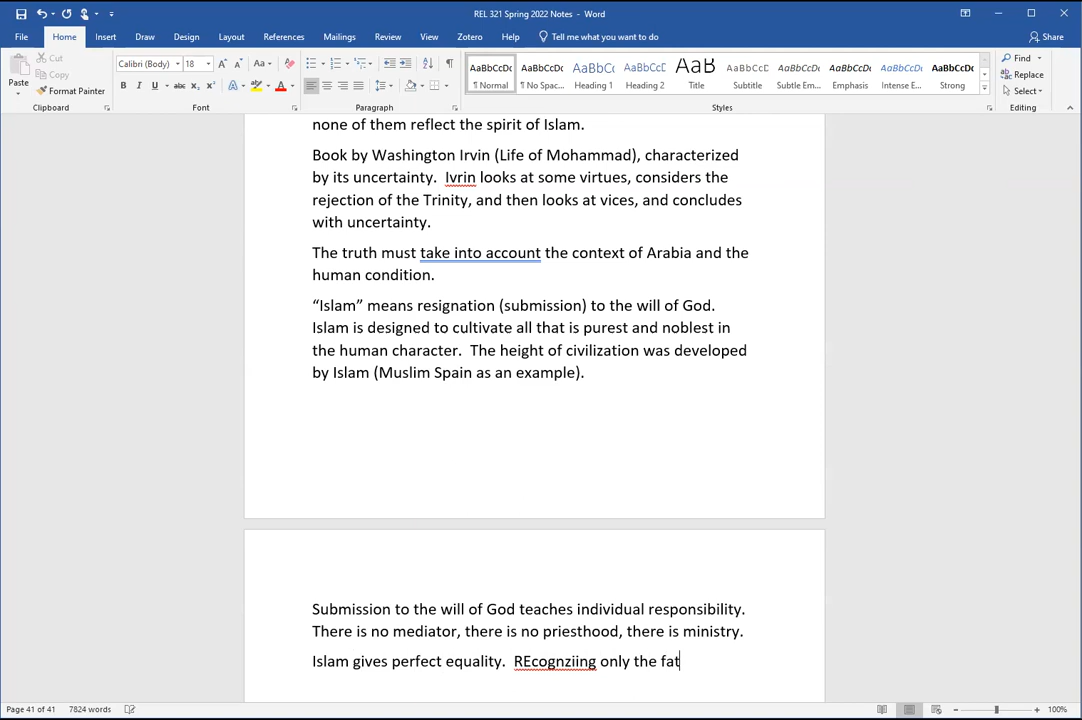 REL 321 Spring 2022 Notes - Word
File Home Insert Draw Design Layout References Mailings Review View Zotero Help Tell me what you want to do Share
Paste
Cut
Copy
Format Painter
Clipboard
Calibri (Body) 18
Font
Paragraph
AaBbCcDc AaBbCcDc AaBbCc AaBbCcD AaB AaBbCcD AaBbCcDc AaBbCcDc AaBbCcDc AaBbCcDc
¶ Normal ¶ No Spac... Heading 1 Heading 2 Title Subtitle Subtle Em... Emphasis Intense E... Strong
Styles
Find
Replace
Select
Editing
none of them reflect the spirit of Islam.
Book by Washington Irvin (Life of Mohammad), characterized
by its uncertainty. Ivrin looks at some virtues, considers the
rejection of the Trinity, and then looks at vices, and concludes
with uncertainty.
The truth must take into account the context of Arabia and the
human condition.
“Islam” means resignation (submission) to the will of God.
Islam is designed to cultivate all that is purest and noblest in
the human character. The height of civilization was developed
by Islam (Muslim Spain as an example).
Submission to the will of God teaches individual responsibility.
There is no mediator, there is no priesthood, there is ministry.
Islam gives perfect equality. REcognziing only the fat
Page 41 of 41 7824 words 100%